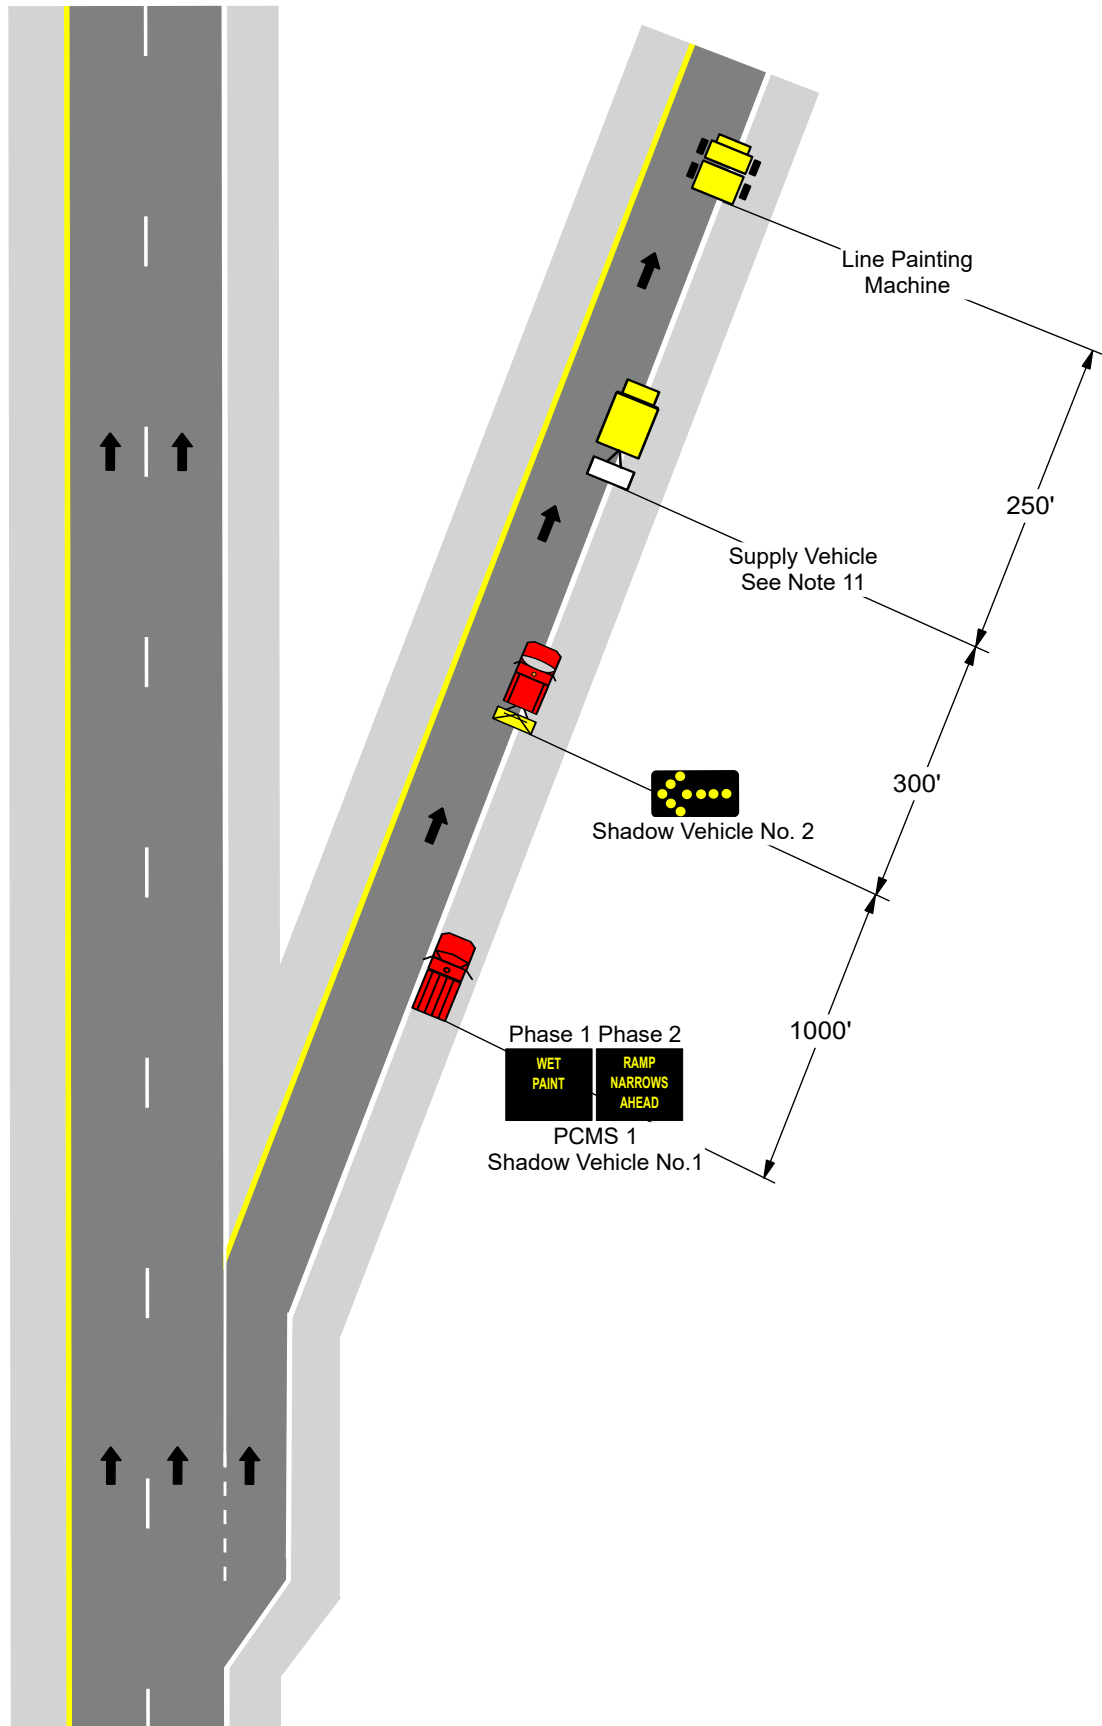 Line Painting
Machine
250'
Supply Vehicle
See Note 11
300'
Shadow Vehicle No. 2
1000'
Phase 1 Phase 2
WET
PAINT
RAMP
NARROWS
AHEAD
PCMS 1
Shadow Vehicle No.1